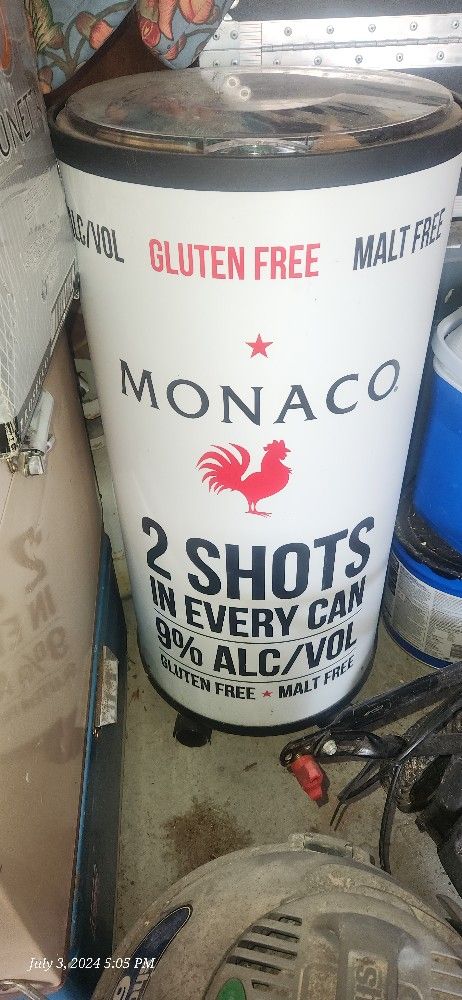 ALC/VOL GLUTEN FREE MALT FREE
MONACO
2 SHOTS
IN EVERY CAN
9% ALC/VOL
GLUTEN FREE ★ MALT FREE
July 3, 2024 5:05 PM